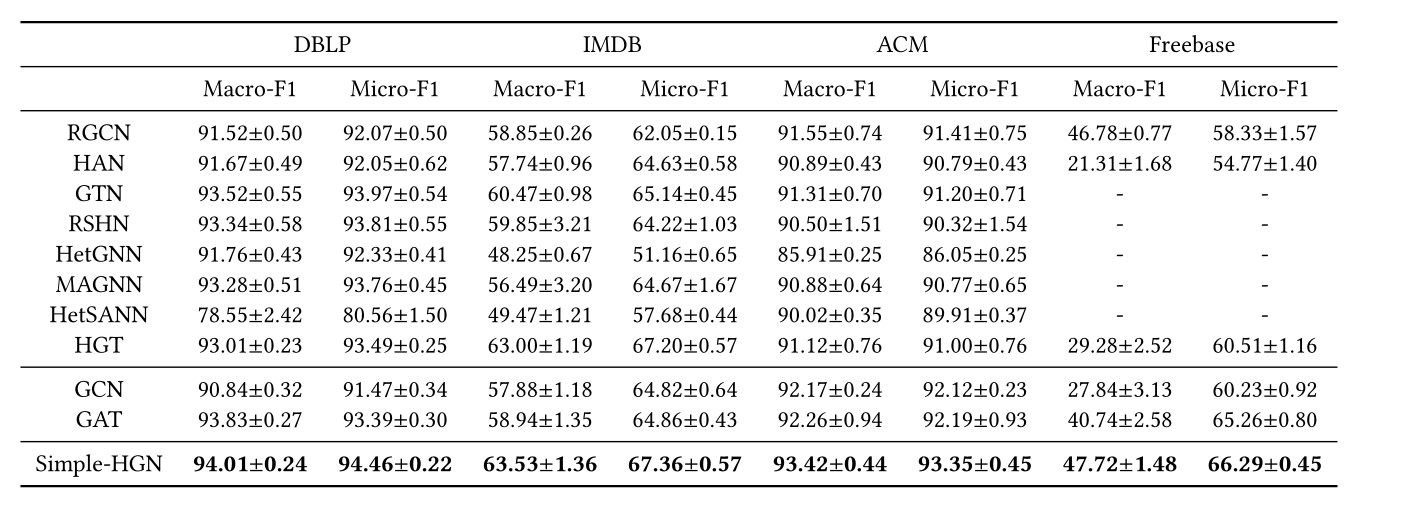 DBLP IMDB ACM Freebase
Macro-F1 Micro-F1 Macro-F1 Micro-F1 Macro-F1 Micro-F1 Macro-F1 Micro-F1
RGCN 91.52±0.50 92.07±0.50 58.85±0.26 62.05±0.15 91.55±0.74 91.41±0.75 46.78±0.77 58.33±1.57
HAN 91.67±0.49 92.05±0.62 57.74±0.96 64.63±0.58 90.89±0.43 90.79±0.43 21.31±1.68 54.77±1.40
GTN 93.52±0.55 93.97±0.54 60.47±0.98 65.14±0.45 91.31±0.70 91.20±0.71 - -
RSHN 93.34±0.58 93.81±0.55 59.85±3.21 64.22±1.03 90.50±1.51 90.32±1.54 - -
HetGNN 91.76±0.43 92.33±0.41 48.25±0.67 51.16±0.65 85.91±0.25 86.05±0.25 - -
MAGNN 93.28±0.51 93.76±0.45 56.49±3.20 64.67±1.67 90.88±0.64 90.77±0.65 - -
HetSANN 78.55±2.42 80.56±1.50 49.47±1.21 57.68±0.44 90.02±0.35 89.91±0.37 - -
HGT 93.01±0.23 93.49±0.25 63.00±1.19 67.20±0.57 91.12±0.76 91.00±0.76 29.28±2.52 60.51±1.16
GCN 90.84±0.32 91.47±0.34 57.88±1.18 64.82±0.64 92.17±0.24 92.12±0.23 27.84±3.13 60.23±0.92
GAT 93.83±0.27 93.39±0.30 58.94±1.35 64.86±0.43 92.26±0.94 92.19±0.93 40.74±2.58 65.26±0.80
Simple-HGN 94.01±0.24 94.46±0.22 63.53±1.36 67.36±0.57 93.42±0.44 93.35±0.45 47.72±1.48 66.29±0.45